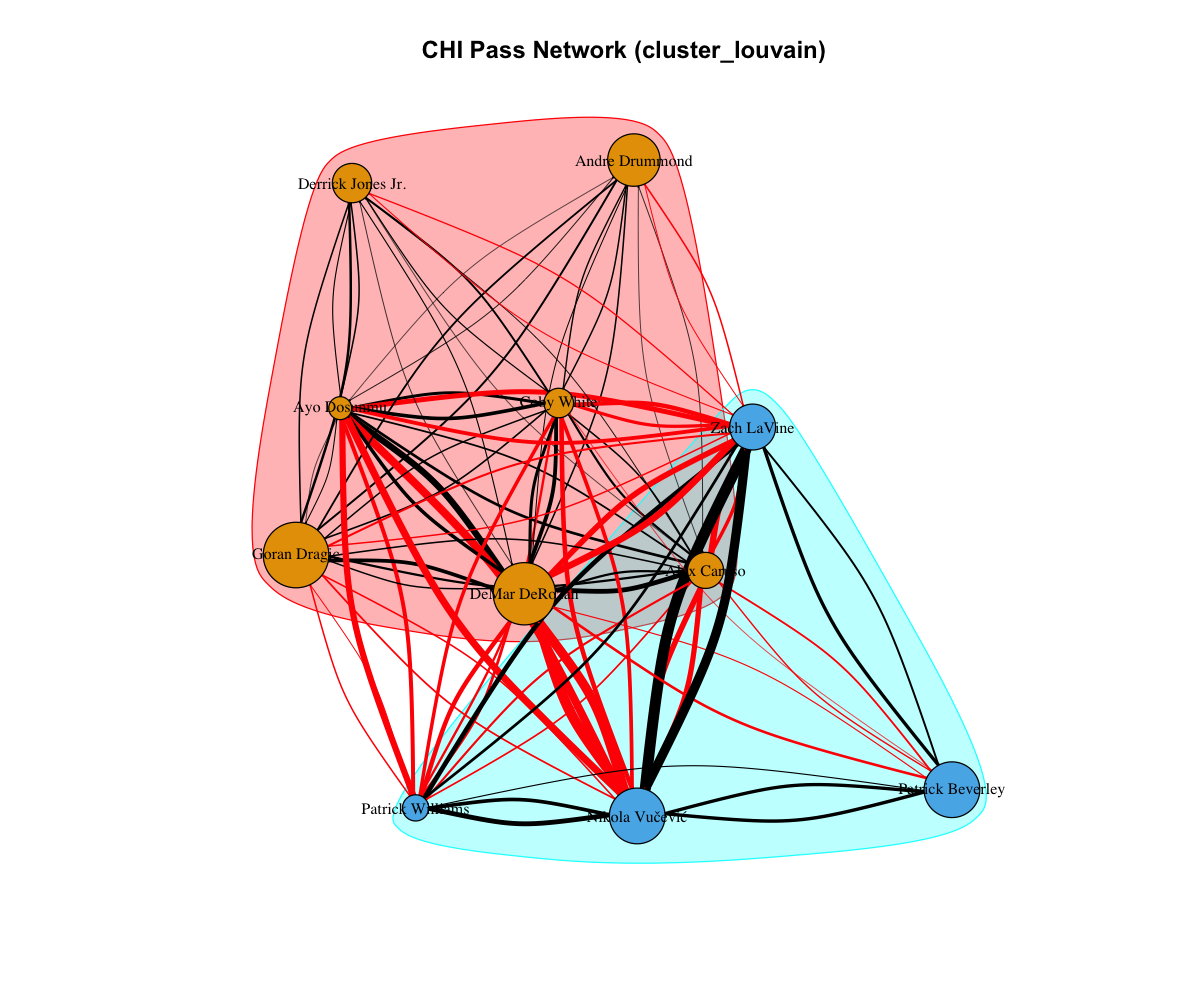 CHI Pass Network (cluster_louvain)
Andre Drummond
Derrick Jones Jr.
Coby White
Ayo Dosunmu
Zach LaVine
Goran Dragic
Alex Caruso
DeMar DeRozan
Patrick Beverley
Patrick Williams
Nikola Vučević